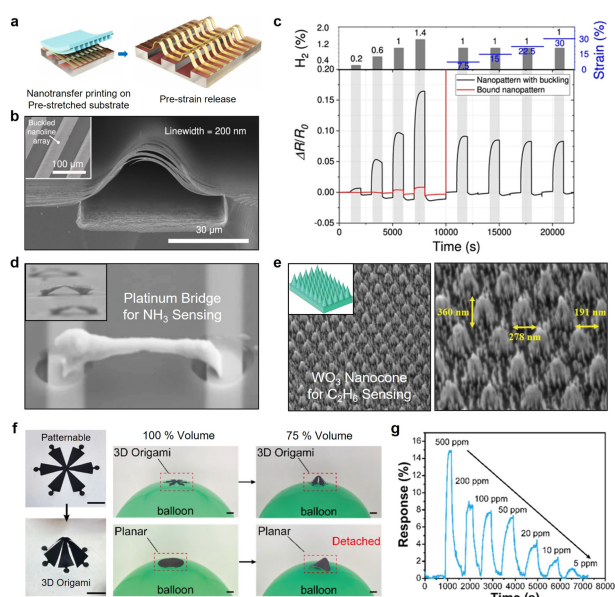 a
Nanotransfer printing on
Pre-stretched substrate
Pre-strain release
b
Buckled
nanoline
array
100 μm
Linewidth = 200 nm
30 μm
c
H₂ (%)
2.0
1.2
0.4
0.2
0.6
1
1.4
1
1
1
1
7.5
15
22.5
30
30
15
0
Strain (%)
Nanopattern with buckling
Bound nanopattern
ΔR/R₀
0.20
0.15
0.10
0.05
0.00
-0.05
0
5000
10000
15000
20000
Time (s)
d
Platinum Bridge
for NH₃ Sensing
e
WO₃ Nanocone
for C₂H₆ Sensing
360 nm
278 nm
191 nm
f
Patternable
3D Origami
100 % Volume
75 % Volume
3D Origami
3D Origami
balloon
balloon
Planar
Planar
Detached
balloon
balloon
g
Response (%)
16
14
12
10
8
6
4
2
0
500 ppm
200 ppm
100 ppm
50 ppm
20 ppm
10 ppm
5 ppm
0 1000 2000 3000 4000 5000 6000 7000 8000
Time (s)